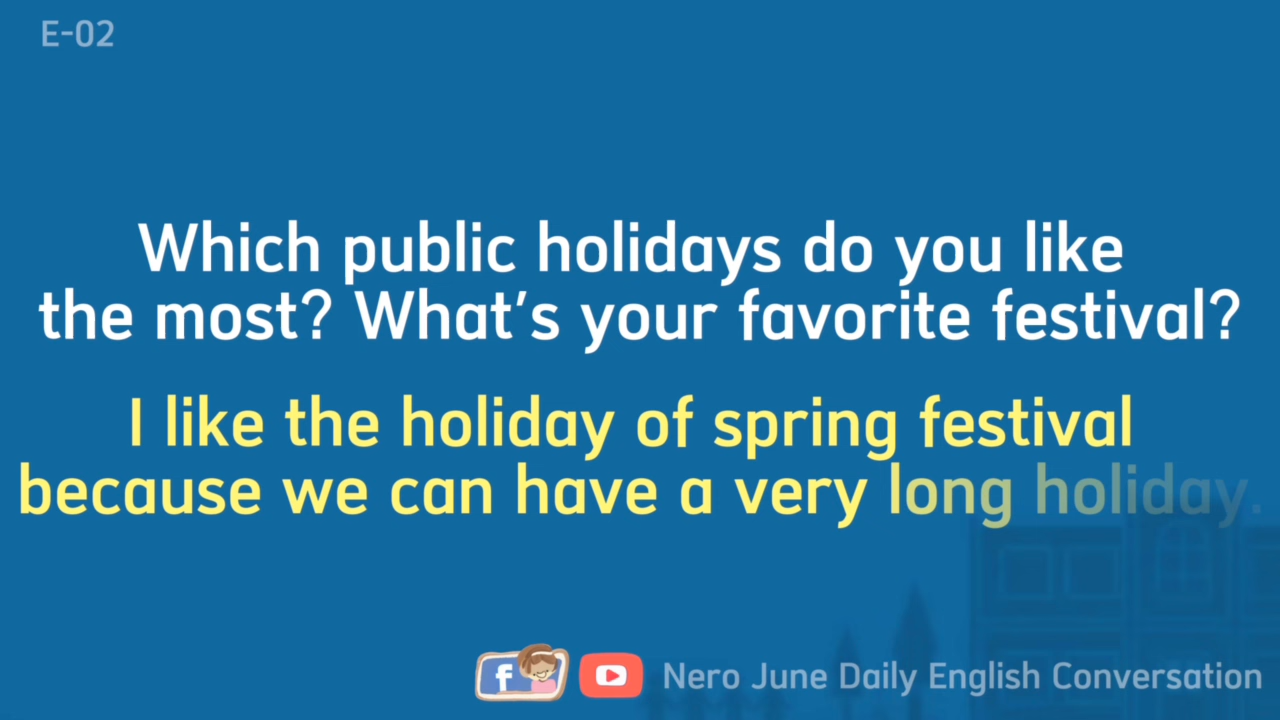 E-02
Which public holidays do you like
the most? What's your favorite festival?
I like the holiday of spring festival
because we can have a very long holiday.
f
Nero June Daily English Conversation